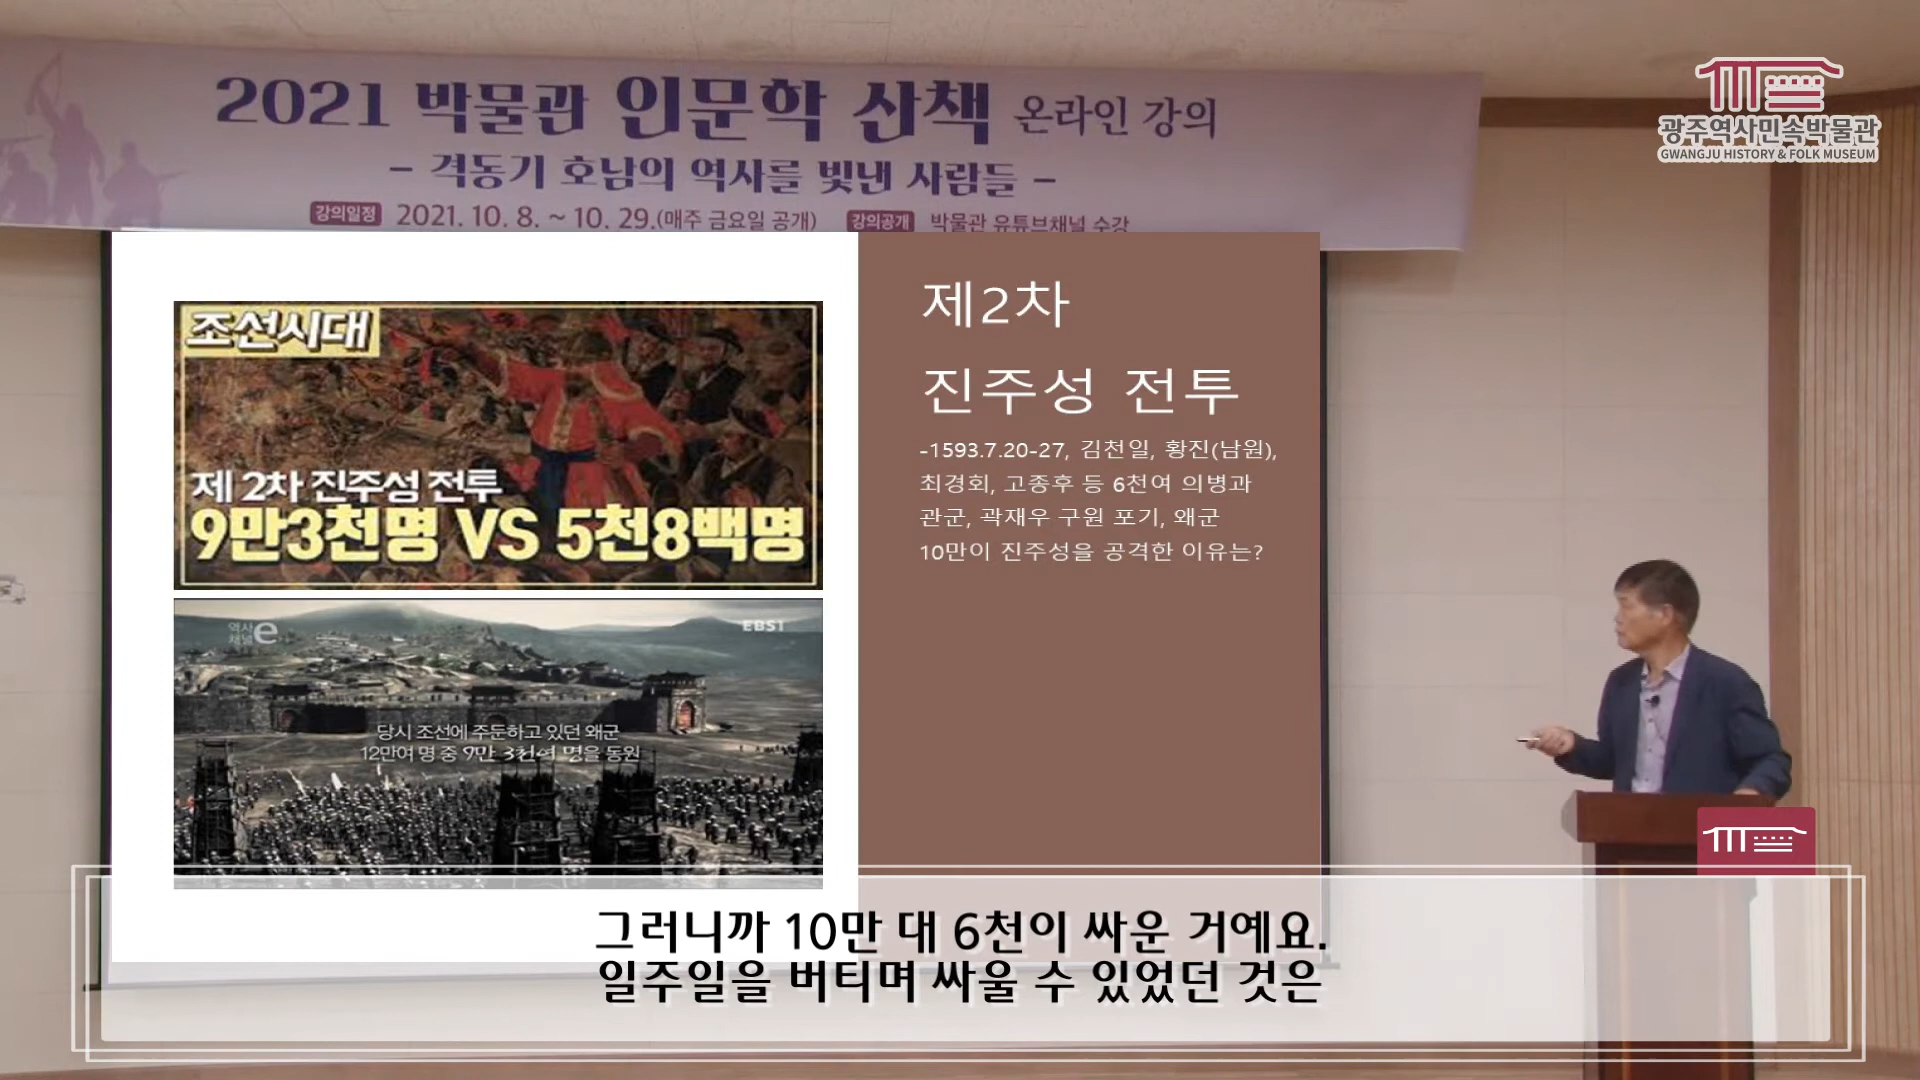 2021 박물관 인문학 산책 온라인 강의
- 격동기 호남의 역사를 빛낸 사람들 -
강의일정 2021. 10. 8. ~ 10. 29.(매주 금요일 공개) 강의공개 박물관 유튜브채널 수강
광주역사민속박물관
GWANGJU HISTORY & FOLK MUSEUM
조선시대
제 2차 진주성 전투
9만3천명 VS 5천8백명
역사
채널e
EBS1
당시 조선에 주둔하고 있던 왜군
12만여 명 중 9만 3천여 명을 동원
제2차
진주성 전투
-1593.7.20-27, 김천일, 황진(남원),
최경회, 고종후 등 6천여 의병과
관군, 곽재우 구원 포기, 왜군
10만이 진주성을 공격한 이유는?
그러니까 10만 대 6천이 싸운 거예요.
일주일을 버티며 싸울 수 있었던 것은